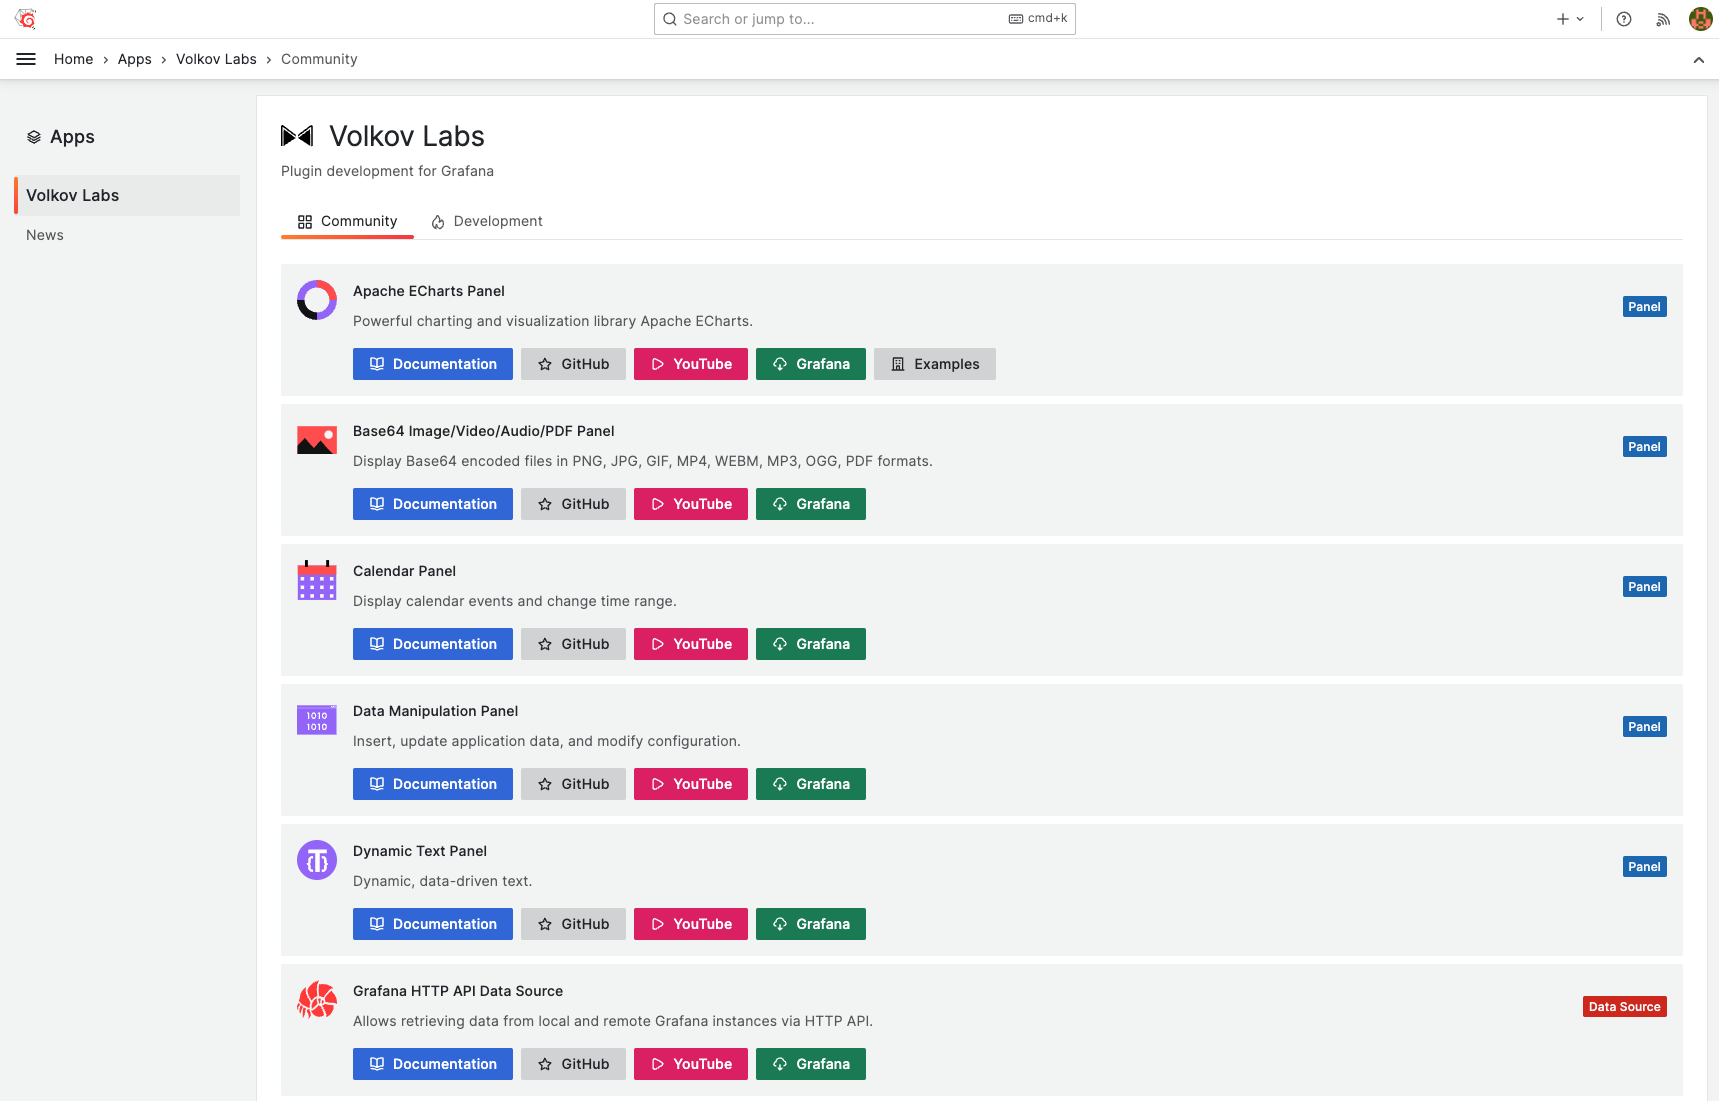 Search or jump to...
cmd+k
Home
Apps
Volkov Labs
Community
Apps
Volkov Labs
News
Volkov Labs
Plugin development for Grafana
Community
Development
Apache ECharts Panel
Powerful charting and visualization library Apache ECharts.
Panel
Documentation
GitHub
YouTube
Grafana
Examples
Base64 Image/Video/Audio/PDF Panel
Display Base64 encoded files in PNG, JPG, GIF, MP4, WEBM, MP3, OGG, PDF formats.
Panel
Documentation
GitHub
YouTube
Grafana
Calendar Panel
Display calendar events and change time range.
Panel
Documentation
GitHub
YouTube
Grafana
1010
1010
Data Manipulation Panel
Insert, update application data, and modify configuration.
Panel
Documentation
GitHub
YouTube
Grafana
{T}
Dynamic Text Panel
Dynamic, data-driven text.
Panel
Documentation
GitHub
YouTube
Grafana
Grafana HTTP API Data Source
Allows retrieving data from local and remote Grafana instances via HTTP API.
Data Source
Documentation
GitHub
YouTube
Grafana